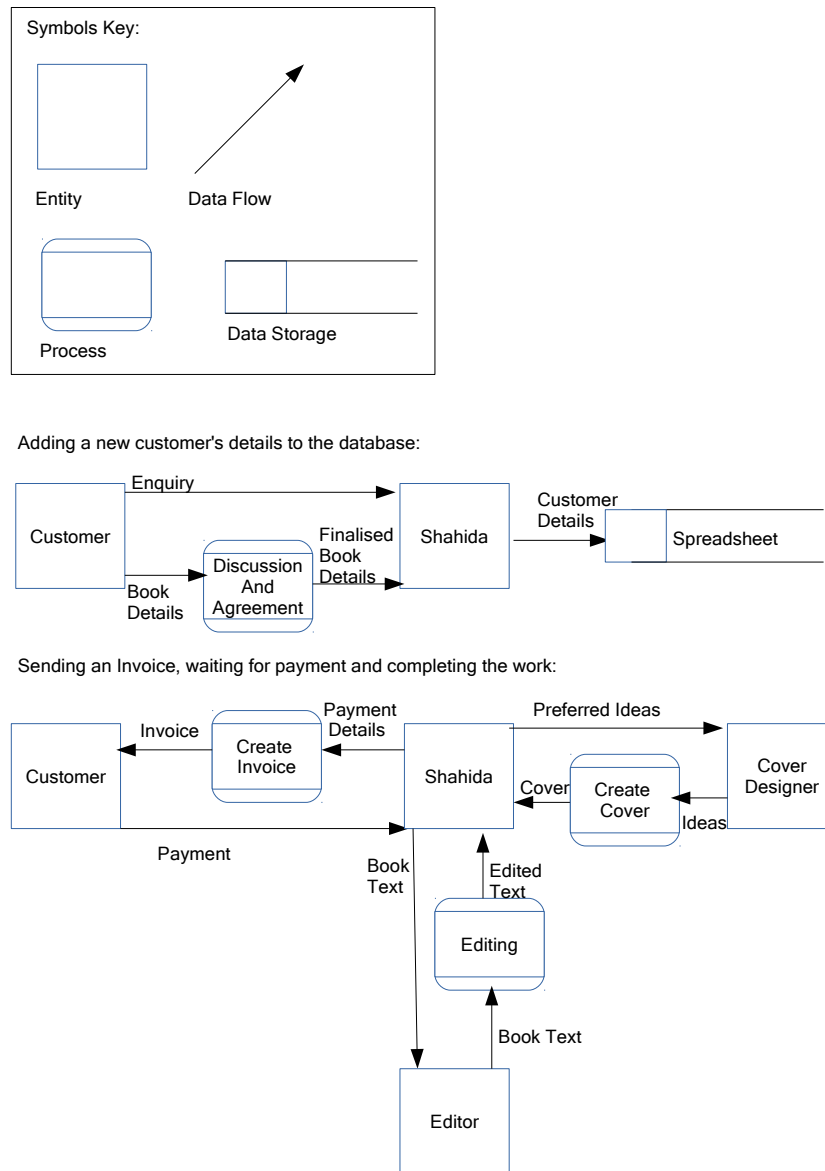 Symbols Key:
Entity
Data Flow
Process
Data Storage
Adding a new customer's details to the database:
Enquiry
Customer
Book
Details
Discussion
And
Agreement
Finalised
Book
Details
Shahida
Customer
Details
Spreadsheet
Sending an Invoice, waiting for payment and completing the work:
Customer
Invoice
Create
Invoice
Payment
Details
Shahida
Preferred Ideas
Cover
Create
Cover
Ideas
Cover
Designer
Payment
Book
Text
Edited
Text
Editing
Book Text
Editor